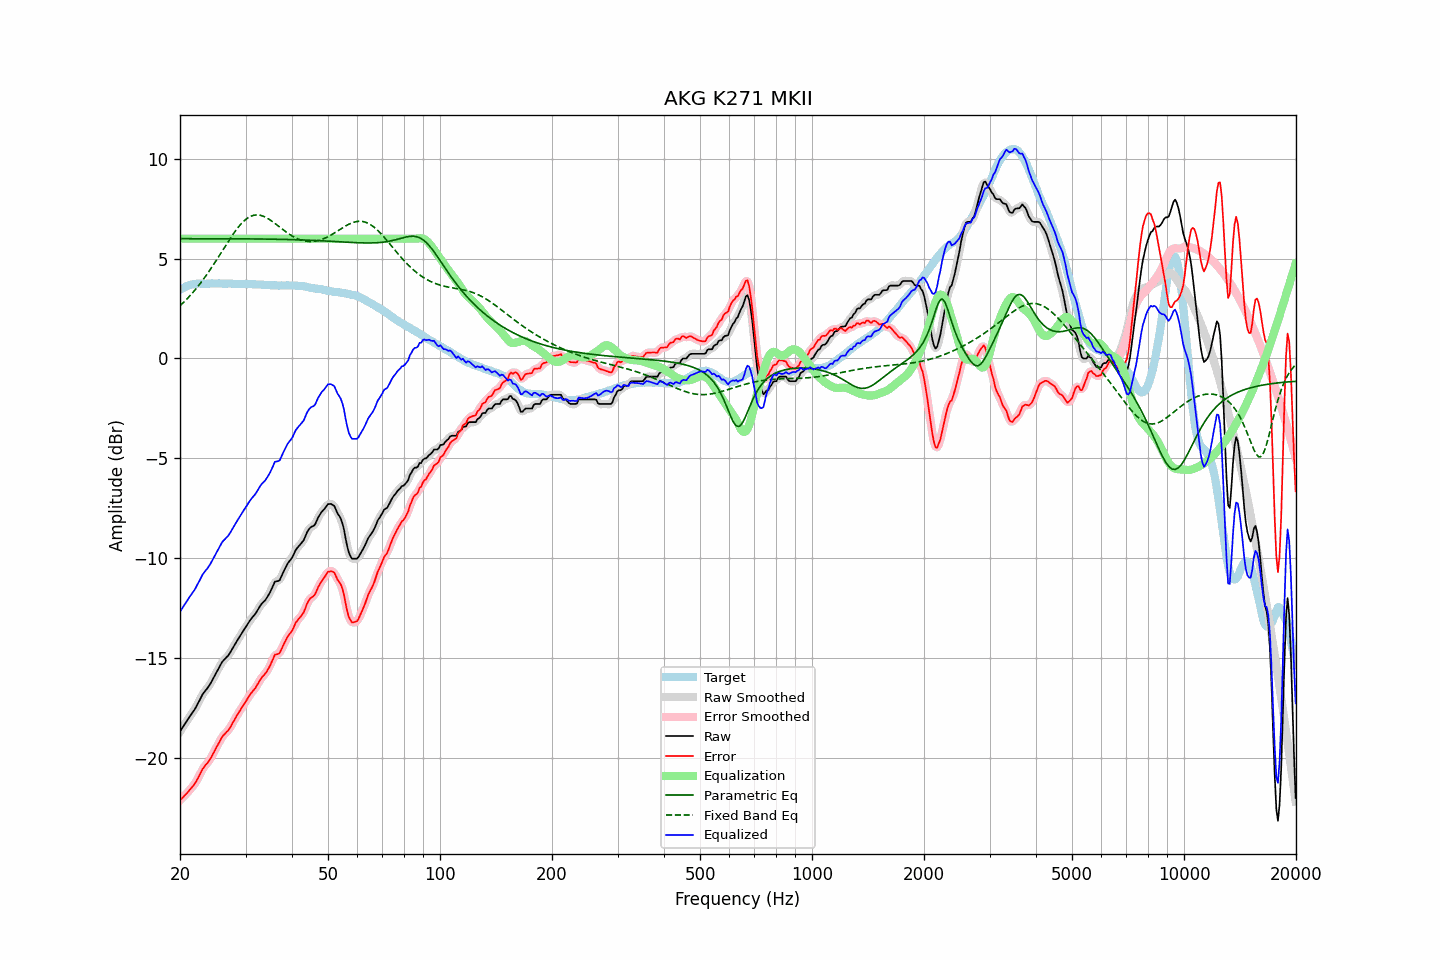 AKG K271 MKII
Amplitude (dBr)
10
5
0
−5
−10
−15
−20
Target
Raw Smoothed
Error Smoothed
Raw
Error
Equalization
Parametric Eq
Fixed Band Eq
Equalized
20 50 100 200 500 1000 2000 5000 10000 20000
Frequency (Hz)